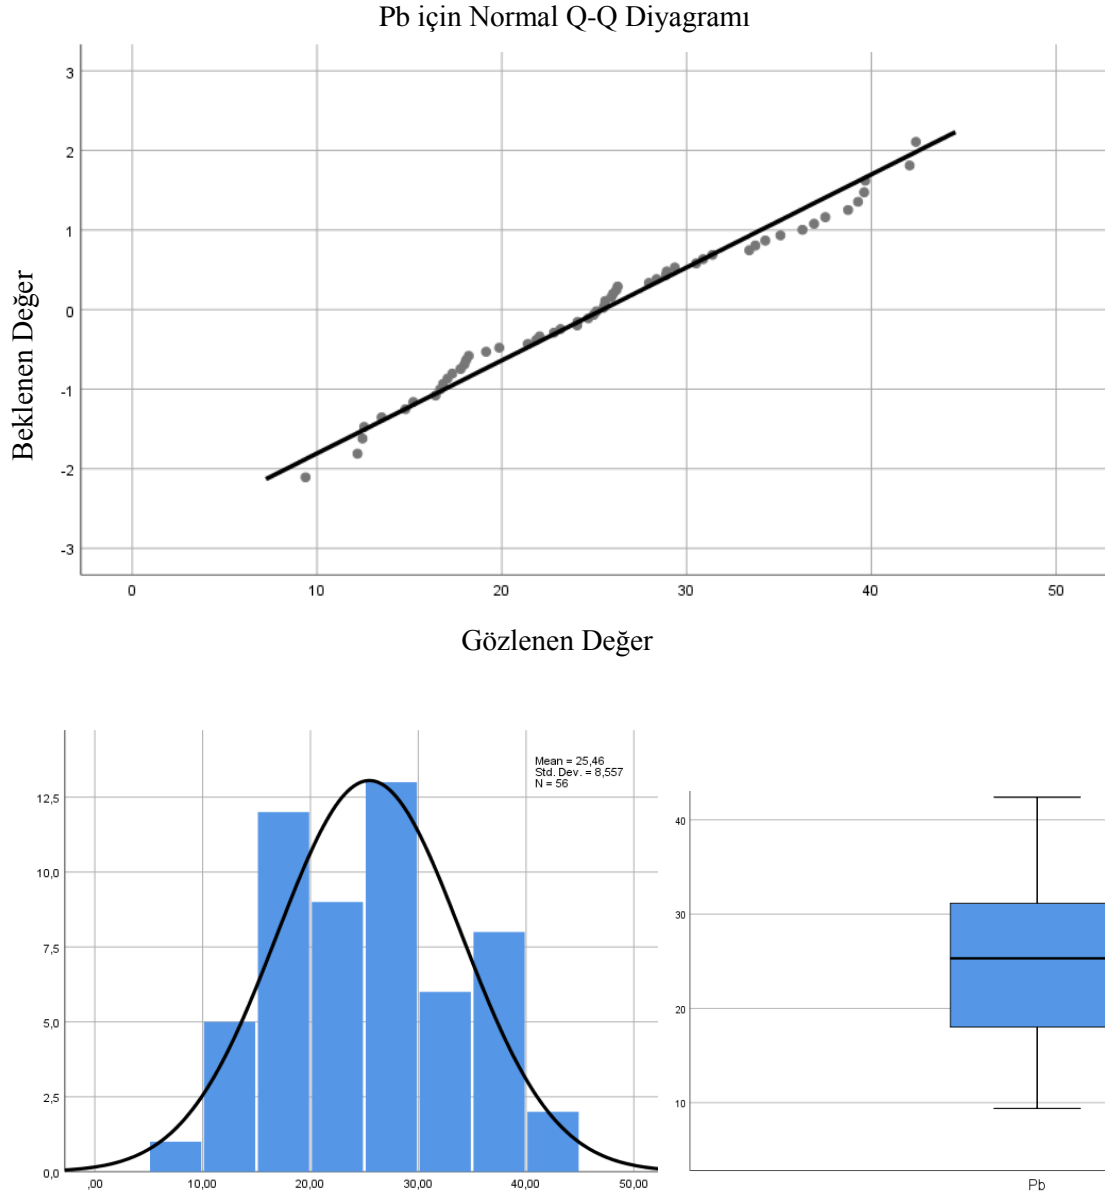 Pb için Normal Q-Q Diyagramı
3
2
1
0
-1
-2
-3
Beklenen Değer
0 10 20 30 40 50
Gözlenen Değer
Mean = 25,46
Std. Dev. = 8,557
N = 56
12,5
10,0
7,5
5,0
2,5
0,0
,00 10,00 20,00 30,00 40,00 50,00
40
30
20
10
Pb